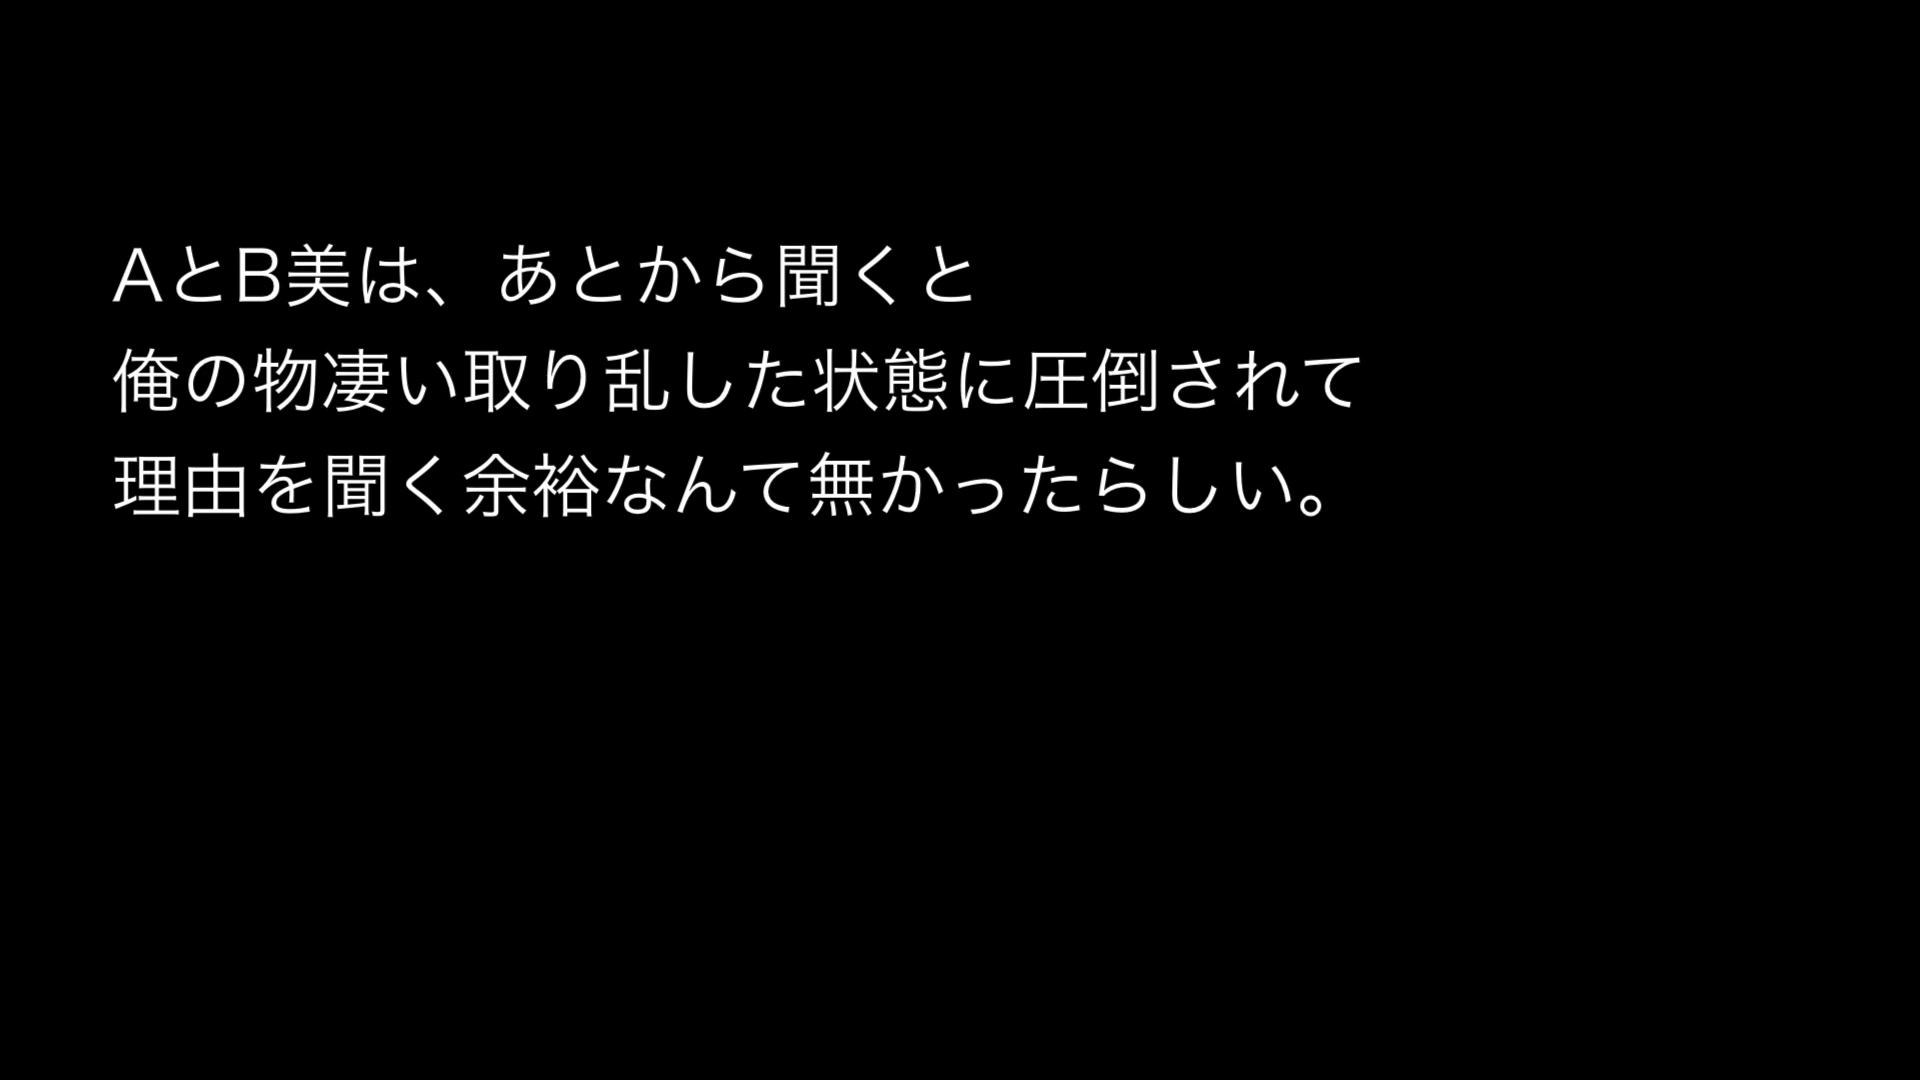 AとB美は、あとから聞くと
俺の物凄い取り乱した状態に圧倒されて
理由を聞く余裕なんて無かったらしい。